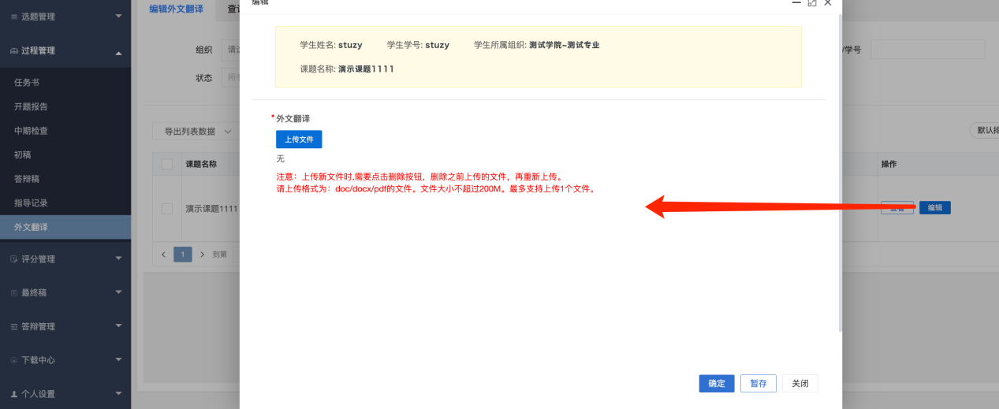 选题管理
过程管理
任务书
开题报告
中期检查
初稿
答辩稿
指导记录
外文翻译
评分管理
最终稿
答辩管理
下载中心
个人设置
编辑外文翻译
组织
状态
导出列表数据
课题名称
演示课题1111
1
到第
编辑
学生姓名: stuzy 学生学号: stuzy 学生所属组织: 测试学院~测试专业
课题名称: 演示课题1111
*外文翻译
上传文件
无
注意：上传新文件时,需要点击删除按钮，删除之前上传的文件，再重新上传。
请上传格式为：doc/docx/pdf的文件。文件大小不超过200M。最多支持上传1个文件。
确定 暂存 关闭
/学号
默认排
操作
编辑